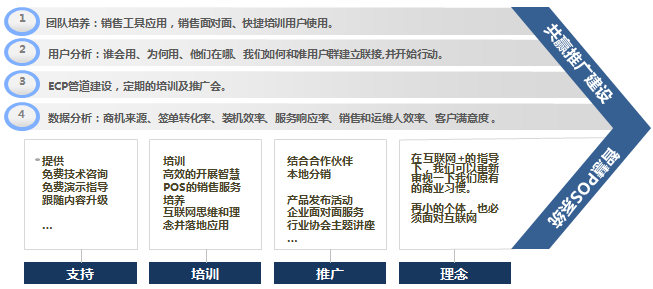 1 团队培养：销售工具应用，销售面对面、快捷培训用户使用。
2 用户分析：谁会用、为何用、他们在哪、我们如何和准用户群建立联接,并开始行动。
3 ECP管道建设，定期的培训及推广会。
4 数据分析：商机来源、签单转化率、装机效率、服务响应率、销售和运维人效率、客户满意度 。
共赢推广建设
智慧POS系统
提供
免费技术咨询
免费演示指导
跟随内容升级
...
支持
培训
高效的开展智慧
POS的销售服务
培养
互联网思维和理
念并落地应用
培训
结合合作伙伴
本地分销
产品发布活动
企业面对面服务
行业协会主题讲座
...
推广
在互联网+的指导
下，我们可以重新
审视一下我们原有
的商业习惯。
再小的个体，也必
须面对互联网
理念